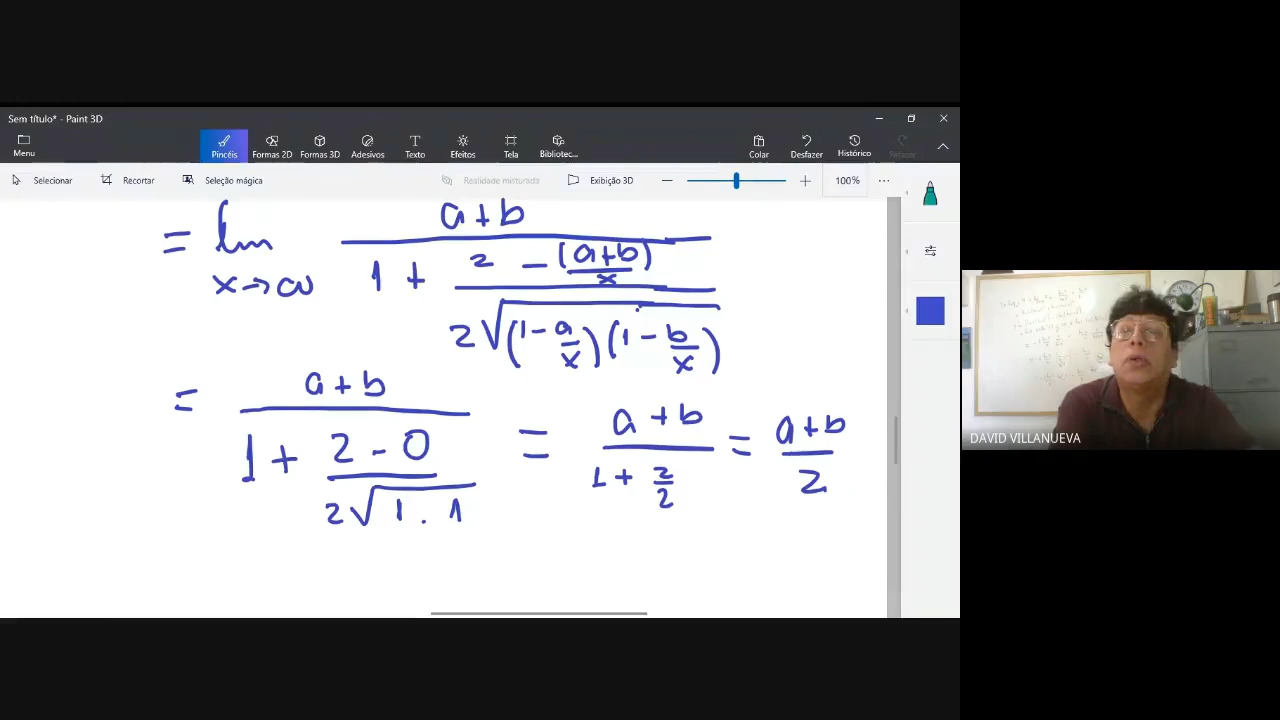 Sem título* - Paint 3D
Menu
Pincéis Formas 2D Formas 3D Adesivos Texto Efeitos Tela Bibliotec... Colar Desfazer Histórico Refazer
Selecionar Recortar Seleção mágica Realidade misturada Exibição 3D 100%
= lim x→∞ (a+b) / (1 + (2 - (a+b)/x) / (2√((1 - a/x)(1 - b/x))))
= (a+b) / (1 + (2 - 0) / (2√(1 . 1))) = (a+b) / (1 + 2/2) = (a+b) / 2
DAVID VILLANUEVA